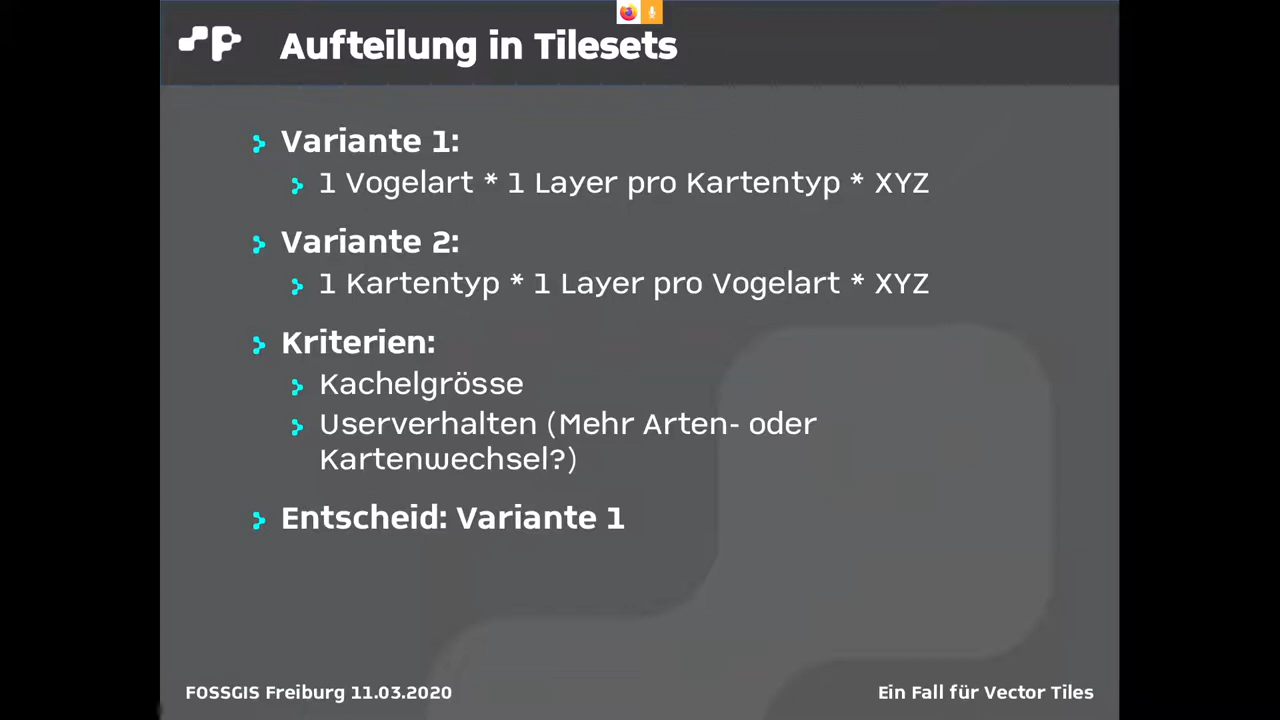 Aufteilung in Tilesets
Variante 1:
1 Vogelart * 1 Layer pro Kartentyp * XYZ
Variante 2:
1 Kartentyp * 1 Layer pro Vogelart * XYZ
Kriterien:
Kachelgrösse
Userverhalten (Mehr Arten- oder
Kartenwechsel?)
Entscheid: Variante 1
FOSSGIS Freiburg 11.03.2020
Ein Fall für Vector Tiles